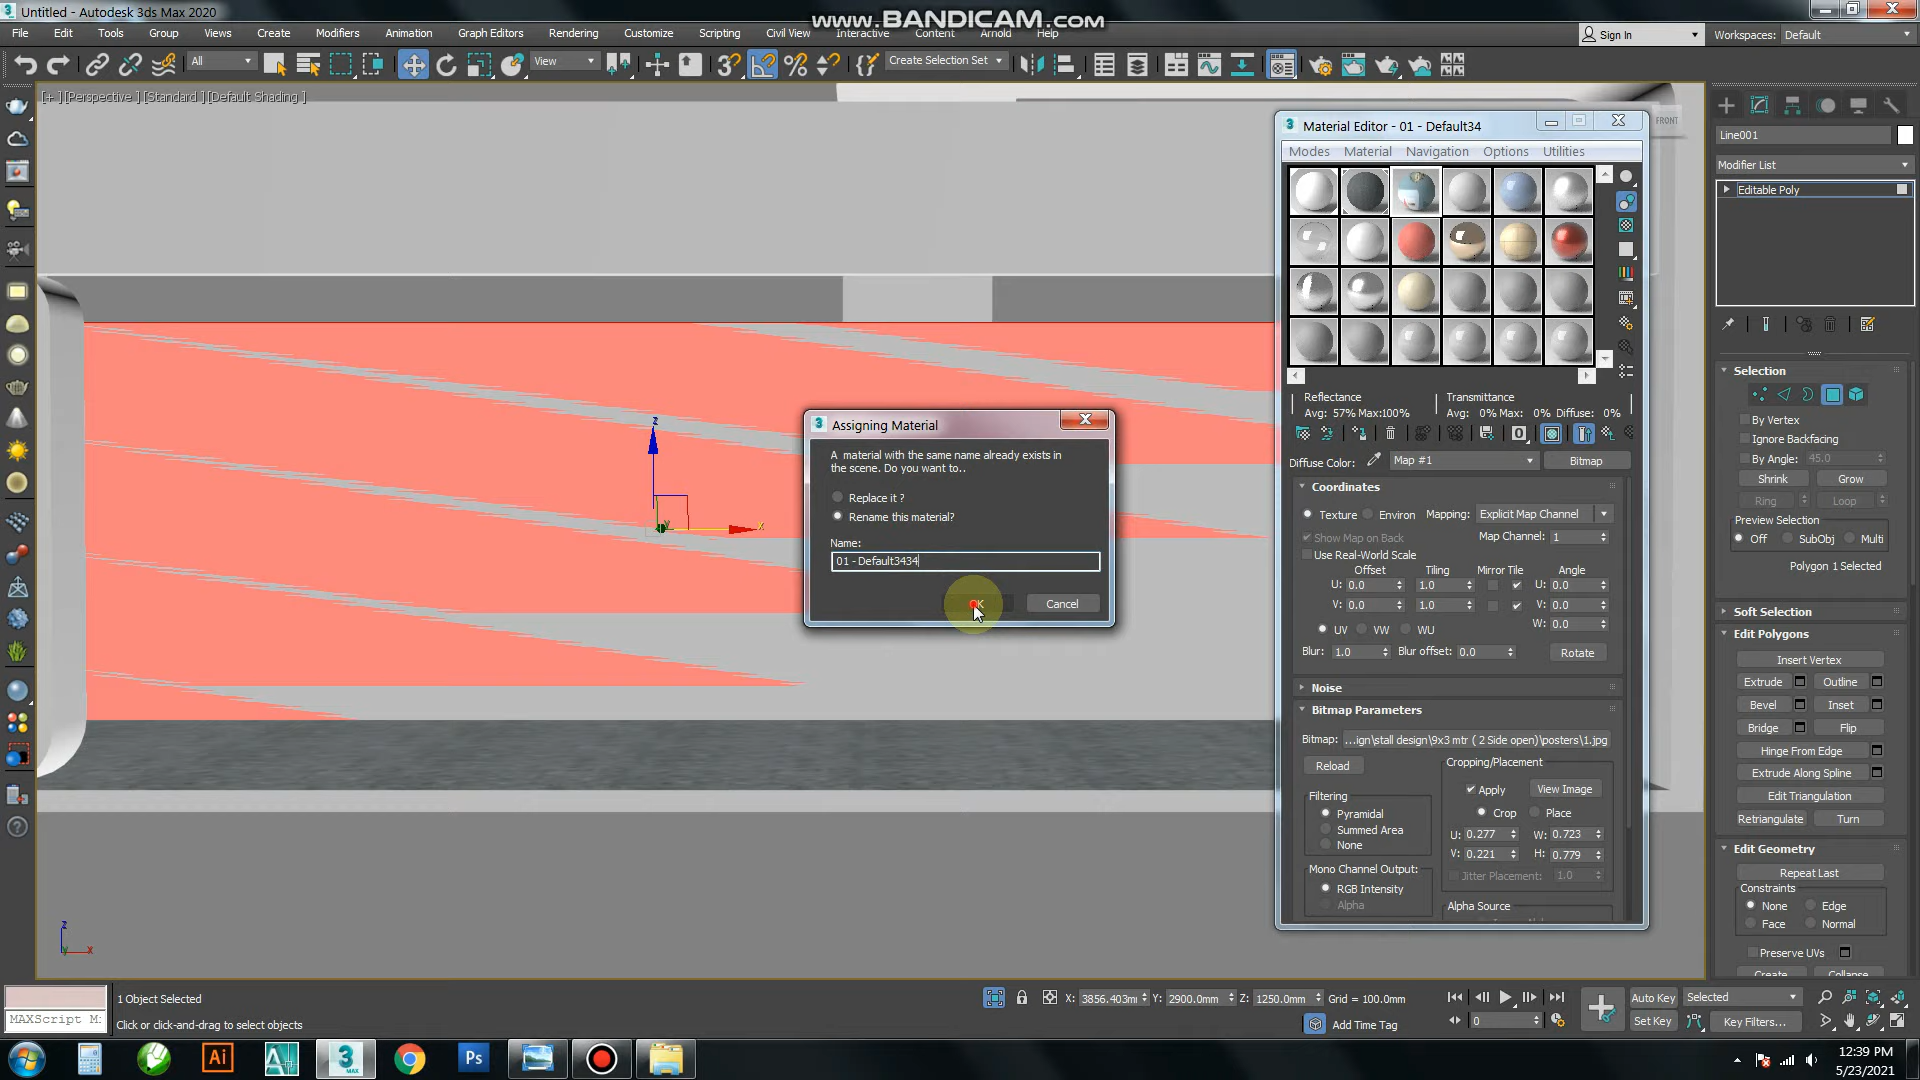 Untitled - Autodesk 3ds Max 2020
www.BANDICAM.com
File Edit Tools Group Views Create Modifiers Animation Graph Editors Rendering Customize Scripting Civil View Interactive Content Arnold Help
Sign In Workspaces: Default
All View Create Selection Set
[+] [Perspective] [Standard] [Default Shading]
FRONT
Material Editor - 01 - Default34
Modes Material Navigation Options Utilities
Line001
Modifier List
Editable Poly
Assigning Material
A material with the same name already exists in
the scene. Do you want to..
Replace it ?
Rename this material?
Name:
01 - Default3434
OK Cancel
Reflectance Transmittance
Avg: 57% Max:100% Avg: 0% Max: 0% Diffuse: 0%
Diffuse Color: Map #1 Bitmap
Coordinates
Texture Environ Mapping: Explicit Map Channel
Show Map on Back Map Channel: 1
Use Real-World Scale
Offset Tiling Mirror Tile Angle
U: 0.0 1.0 U: 0.0
V: 0.0 1.0 V: 0.0
W: 0.0
UV VW WU
Blur: 1.0 Blur offset: 0.0 Rotate
Noise
Bitmap Parameters
Bitmap: ...ign\stall design\9x3 mtr ( 2 Side open)\posters\1.jpg
Reload
Cropping/Placement
Apply View Image
Crop Place
U: 0.277 W: 0.723
V: 0.221 H: 0.779
Jitter Placement: 1.0
Filtering
Pyramidal
Summed Area
None
Mono Channel Output:
RGB Intensity
Alpha
Alpha Source
Selection
By Vertex
Ignore Backfacing
By Angle: 45.0
Shrink Grow
Ring Loop
Preview Selection
Off SubObj Multi
Polygon 1 Selected
Soft Selection
Edit Polygons
Insert Vertex
Extrude Outline
Bevel Inset
Bridge Flip
Hinge From Edge
Extrude Along Spline
Edit Triangulation
Retriangulate Turn
Edit Geometry
Repeat Last
Constraints
None Edge
Face Normal
Preserve UVs
Create Collapse
z x y
z x y
MAXScript Mi
1 Object Selected
Click or click-and-drag to select objects
X: 3856.403mi Y: 2900.0mm Z: 1250.0mm Grid = 100.0mm
Add Time Tag
0
Auto Key Selected
Set Key Key Filters...
Ai 3 MAX Ps
12:39 PM
5/23/2021